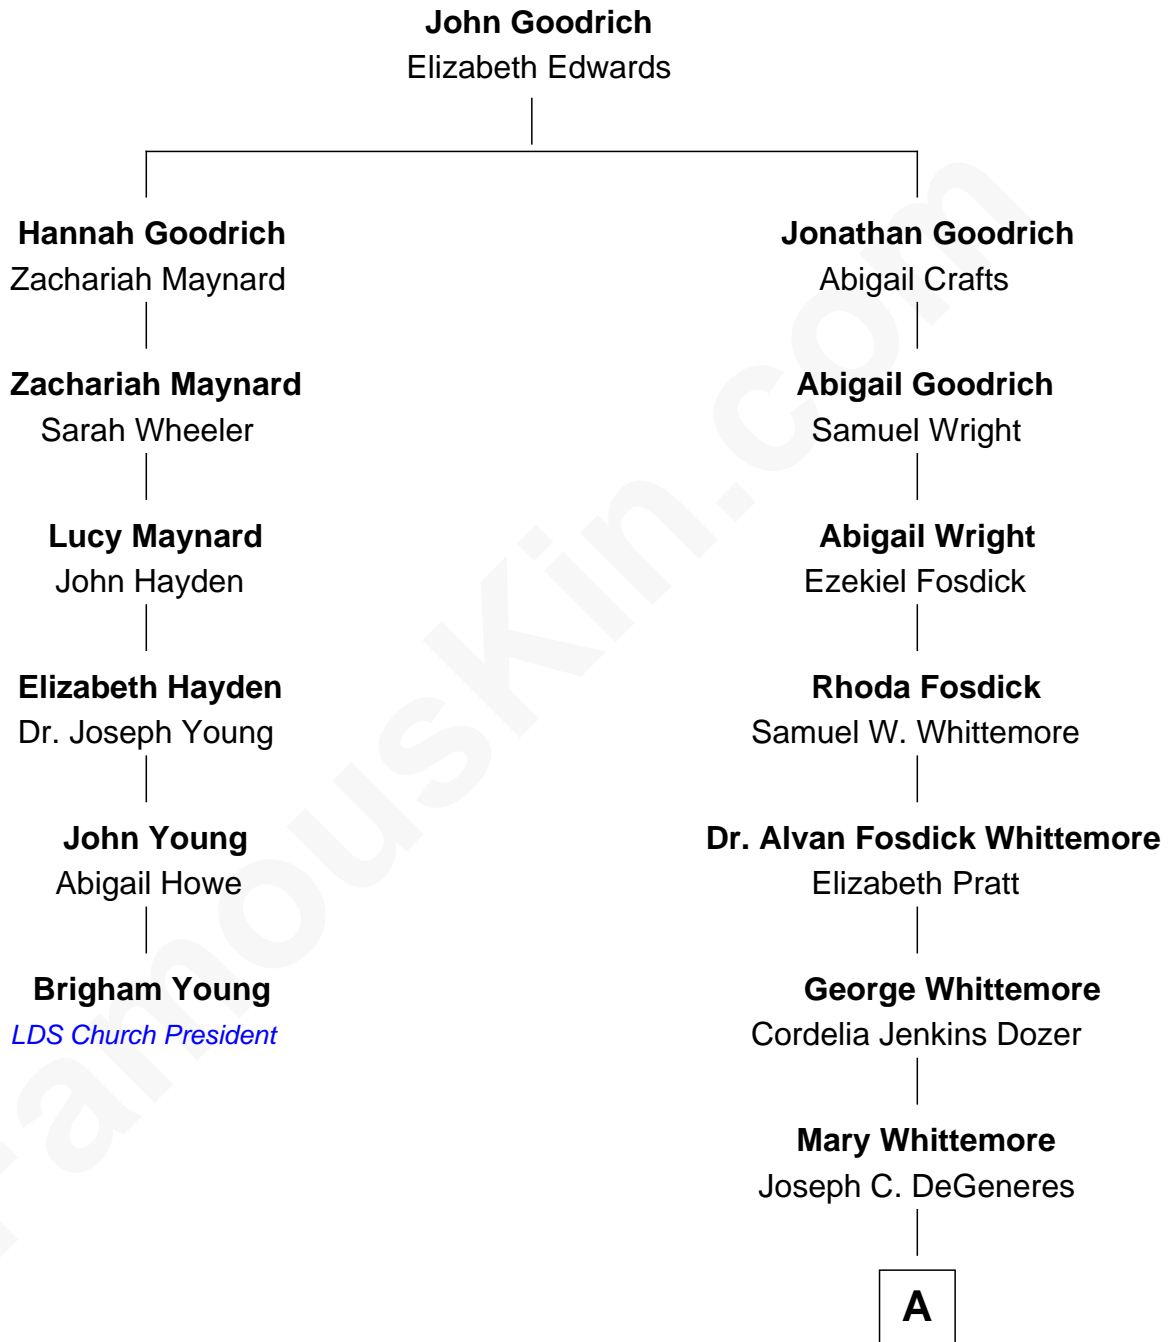 John Goodrich
Elizabeth Edwards
Hannah Goodrich
Zachariah Maynard
Zachariah Maynard
Sarah Wheeler
Lucy Maynard
John Hayden
Elizabeth Hayden
Dr. Joseph Young
John Young
Abigail Howe
Brigham Young
LDS Church President
Jonathan Goodrich
Abigail Crafts
Abigail Goodrich
Samuel Wright
Abigail Wright
Ezekiel Fosdick
Rhoda Fosdick
Samuel W. Whittemore
Dr. Alvan Fosdick Whittemore
Elizabeth Pratt
George Whittemore
Cordelia Jenkins Dozer
Mary Whittemore
Joseph C. DeGeneres
A
FamousKin.com